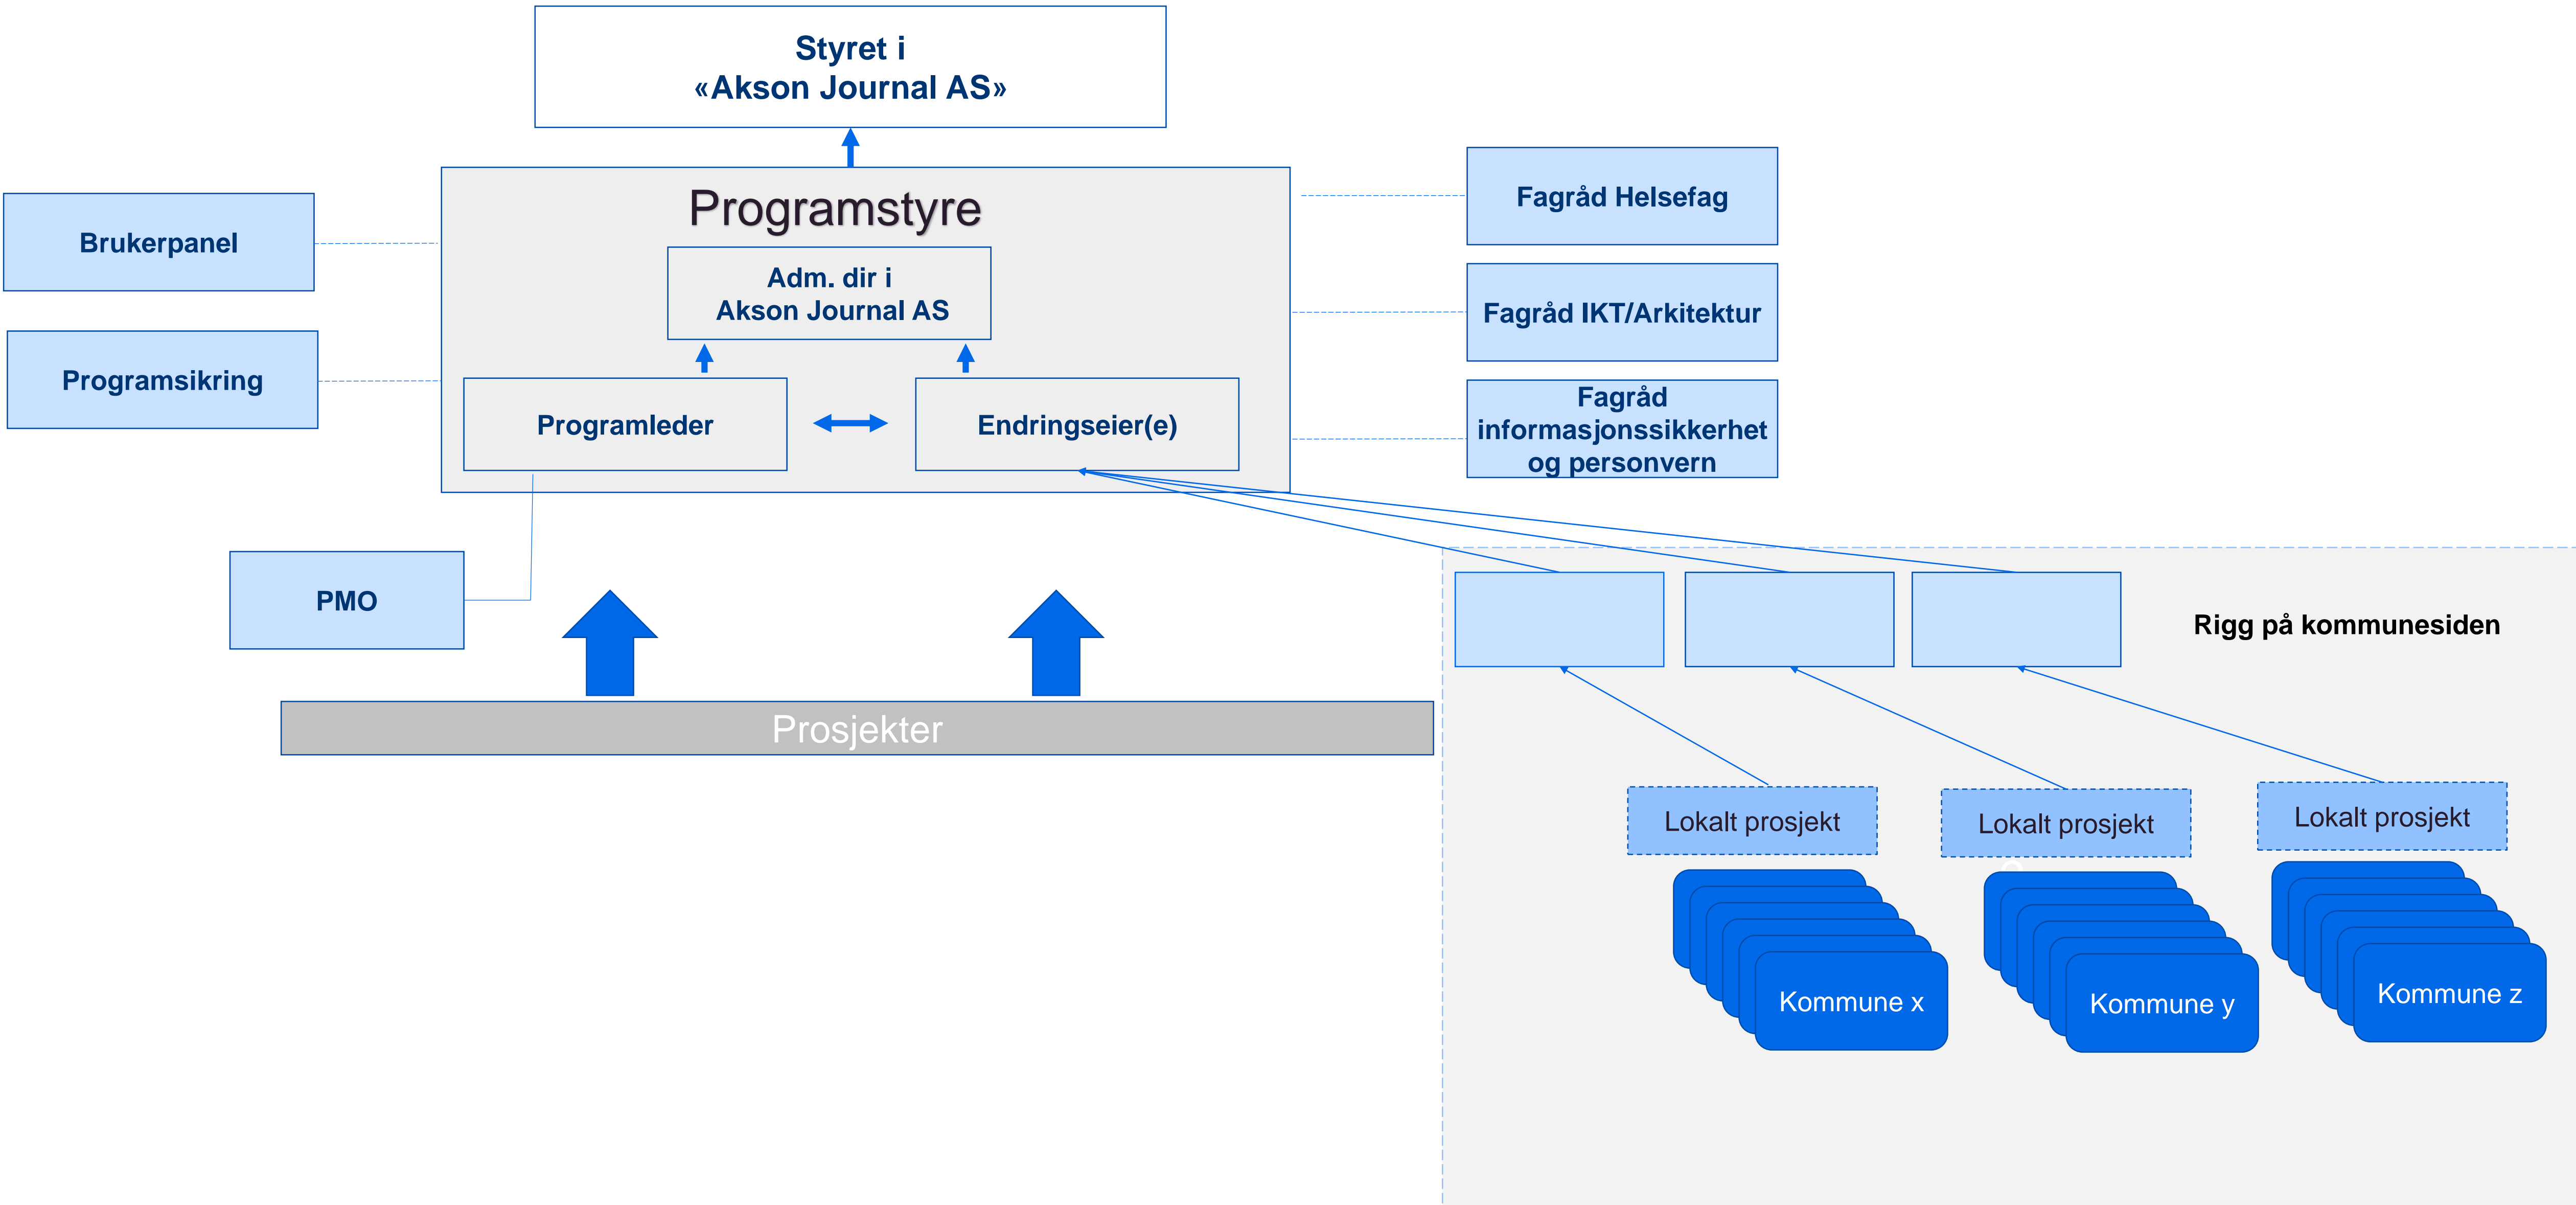 Styret i
«Akson Journal AS»
Programstyre
Adm. dir i
Akson Journal AS
Programleder
Endringseier(e)
Brukerpanel
Programsikring
Fagråd Helsefag
Fagråd IKT/Arkitektur
Fagråd
informasjonssikkerhet
og personvern
PMO
Prosjekter
Rigg på kommunesiden
Lokalt prosjekt
Lokalt prosjekt
Lokalt prosjekt
Kommune x
Kommune y
Kommune z